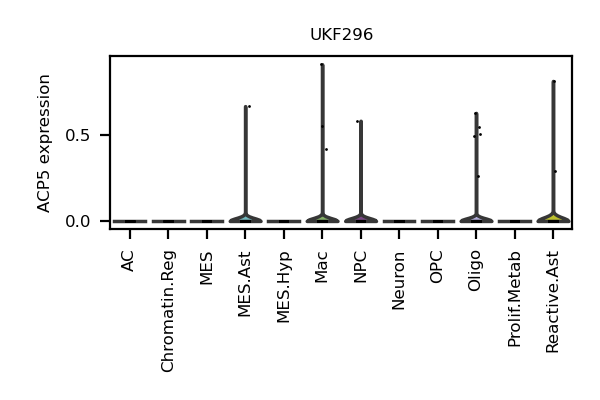 UKF296
ACP5 expression
0.5
0.0
AC
Chromatin.Reg
MES
MES.Ast
MES.Hyp
Mac
NPC
Neuron
OPC
Oligo
Prolif.Metab
Reactive.Ast